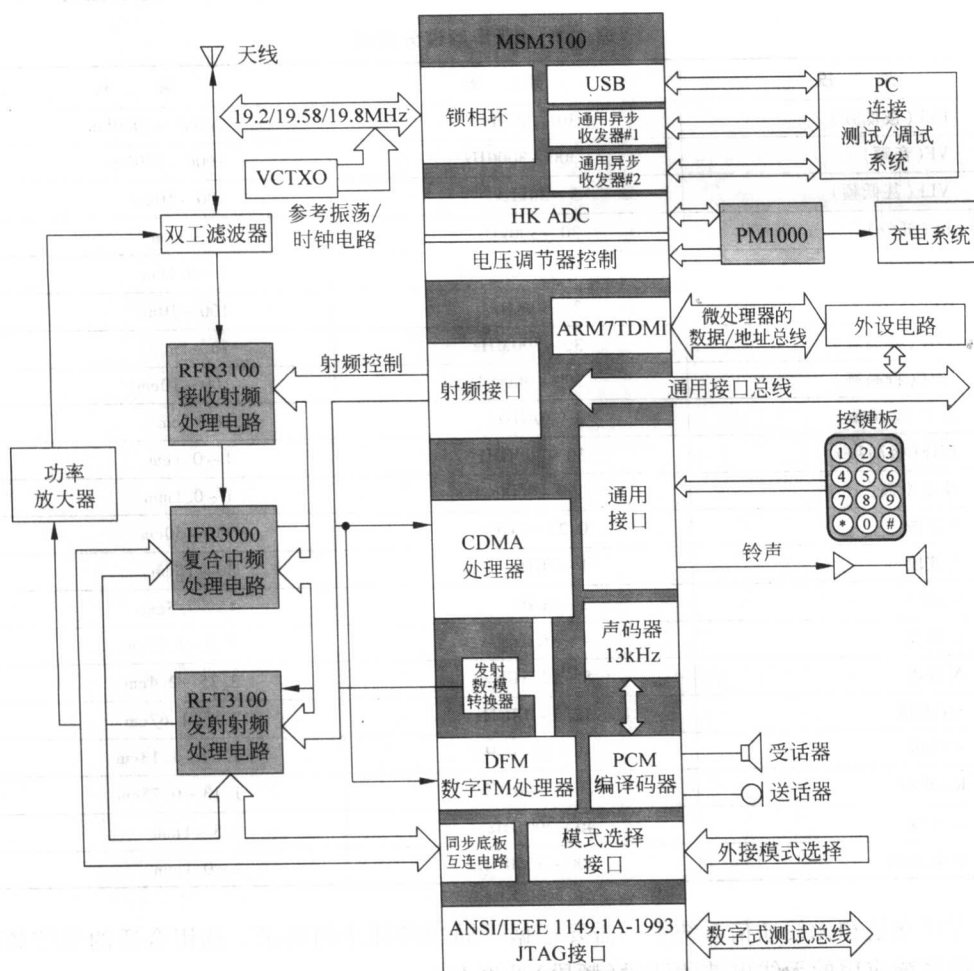 MSM3100
天线
锁相环
USB
通用异步
收发器#1
通用异步
收发器#2
PC
连接
测试/调试
系统
19.2/19.58/19.8MHz
VCTXO
参考振荡/
时钟电路
HK ADC
双工滤波器
电压调节器控制
PM1000
充电系统
ARM7TDMI
微处理器的
数据/地址总线
外设电路
RFR3100
接收射频
处理电路
射频控制
射频接口
通用接口总线
按键板
1 2 3
4 5 6
7 8 9
* 0 #
功率
放大器
通用
接口
IFR3000
复合中频
处理电路
CDMA
处理器
铃声
声码器
13kHz
发射
数-模
转换器
RFT3100
发射射频
处理电路
DFM
数字FM处理器
PCM
编译码器
受话器
送话器
同步底板
互连电路
模式选择
接口
外接模式选择
ANSI/IEEE 1149.1A-1993
JTAG接口
数字式测试总线